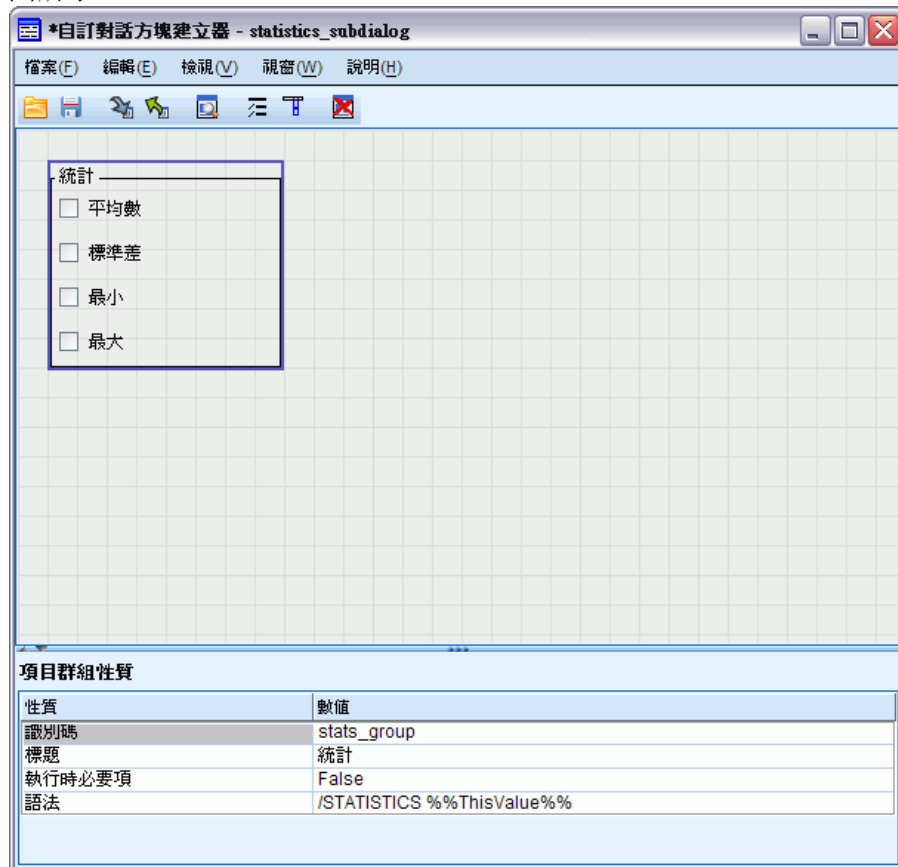 *自訂對話方塊建立器 - statistics_subdialog
檔案(F) 編輯(E) 檢視(V) 視窗(W) 說明(H)
統計
平均數
標準差
最小
最大
項目群組性質
性質 數值
識別碼 stats_group
標題 統計
執行時必要項 False
語法 /STATISTICS %%ThisValue%%